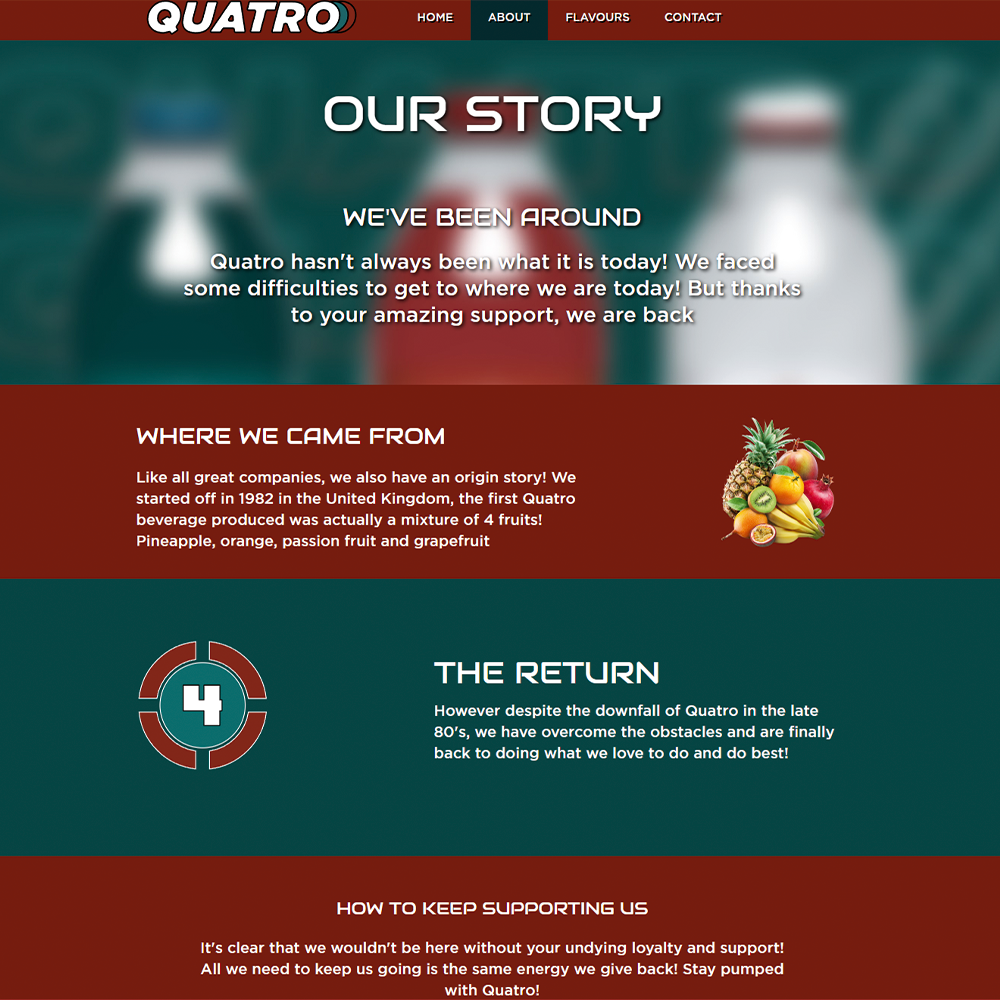 QUATRO
HOME ABOUT FLAVOURS CONTACT
OUR STORY
WE'VE BEEN AROUND
Quatro hasn't always been what it is today! We faced
some difficulties to get to where we are today! But thanks
to your amazing support, we are back
WHERE WE CAME FROM
Like all great companies, we also have an origin story! We
started off in 1982 in the United Kingdom, the first Quatro
beverage produced was actually a mixture of 4 fruits!
Pineapple, orange, passion fruit and grapefruit
4
THE RETURN
However despite the downfall of Quatro in the late
80's, we have overcome the obstacles and are finally
back to doing what we love to do and do best!
HOW TO KEEP SUPPORTING US
It's clear that we wouldn't be here without your undying loyalty and support!
All we need to keep us going is the same energy we give back! Stay pumped
with Quatro!